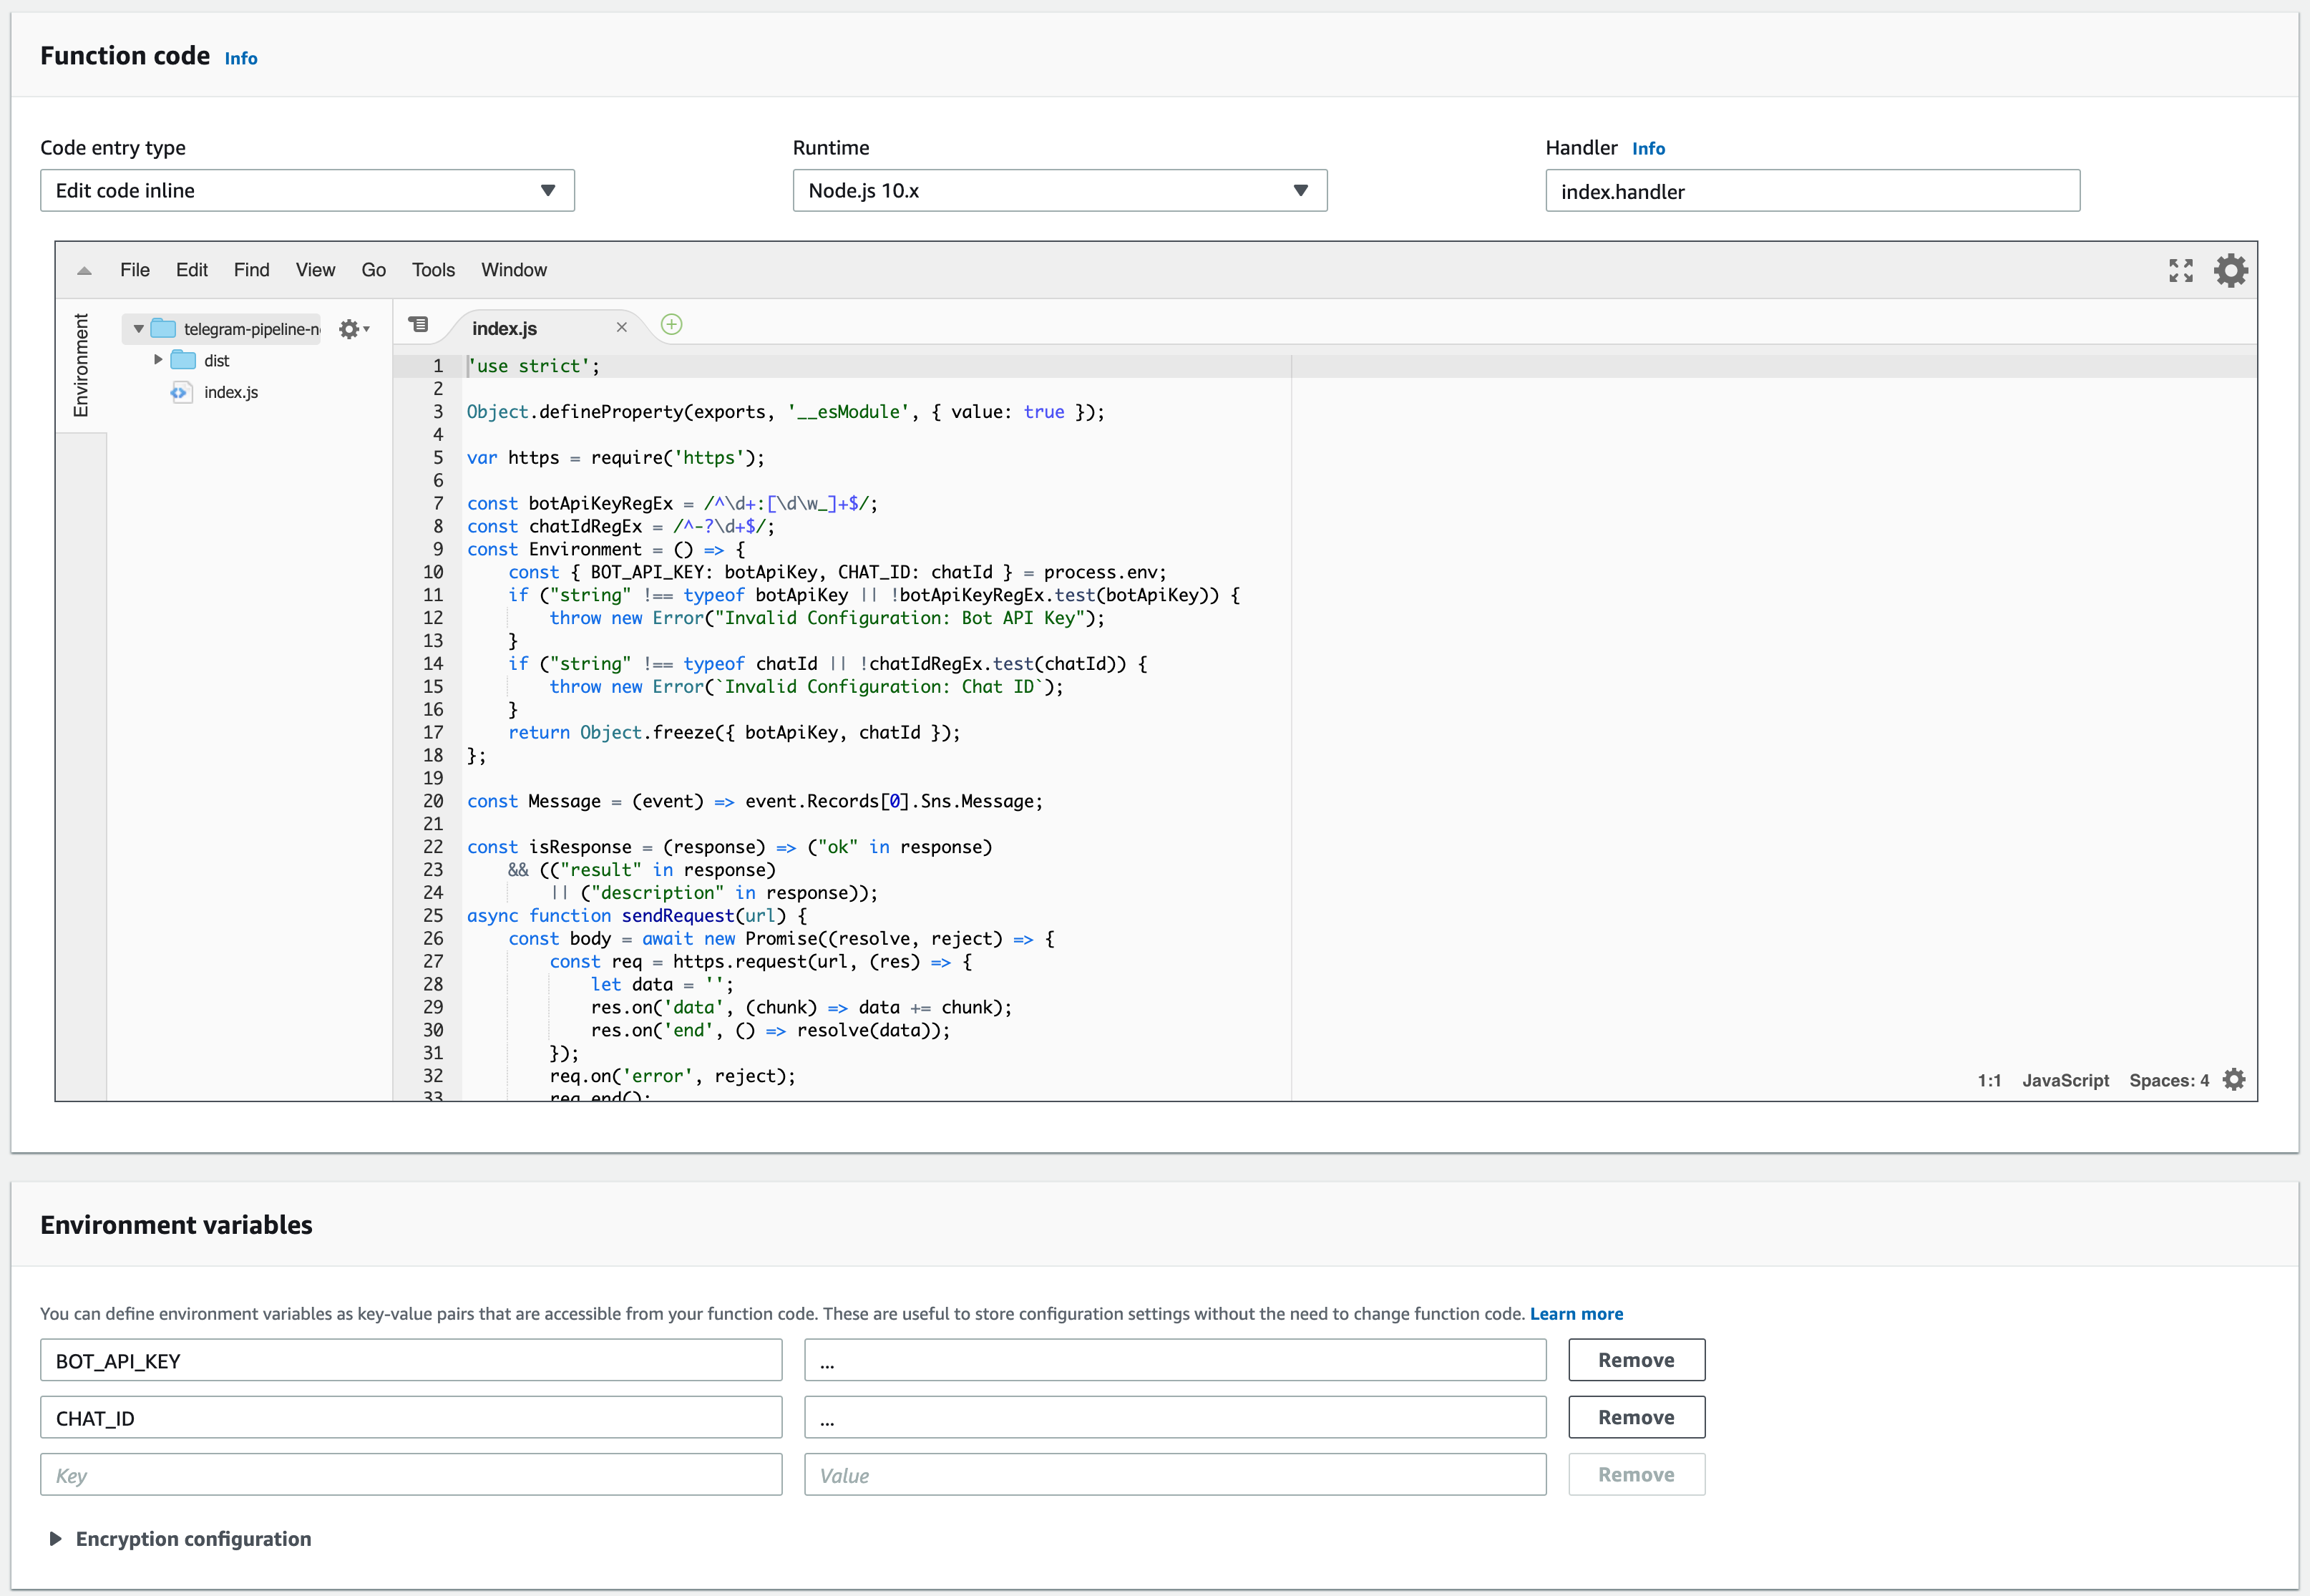 Function code Info
Code entry type Runtime Handler Info
Edit code inline Node.js 10.x index.handler
File Edit Find View Go Tools Window
Environment
telegram-pipeline-n
dist
index.js
index.js
1 'use strict';
2
3 Object.defineProperty(exports, '__esModule', { value: true });
4
5 var https = require('https');
6
7 const botApiKeyRegEx = /^\d+:[\d\w_]+$/;
8 const chatIdRegEx = /^-?\d+$/;
9 const Environment = () => {
10     const { BOT_API_KEY: botApiKey, CHAT_ID: chatId } = process.env;
11     if ("string" !== typeof botApiKey || !botApiKeyRegEx.test(botApiKey)) {
12         throw new Error("Invalid Configuration: Bot API Key");
13     }
14     if ("string" !== typeof chatId || !chatIdRegEx.test(chatId)) {
15         throw new Error(`Invalid Configuration: Chat ID`);
16     }
17     return Object.freeze({ botApiKey, chatId });
18 };
19
20 const Message = (event) => event.Records[0].Sns.Message;
21
22 const isResponse = (response) => ("ok" in response)
23     && (("result" in response)
24         || ("description" in response));
25 async function sendRequest(url) {
26     const body = await new Promise((resolve, reject) => {
27         const req = https.request(url, (res) => {
28             let data = '';
29             res.on('data', (chunk) => data += chunk);
30             res.on('end', () => resolve(data));
31         });
32         req.on('error', reject);
33         req.end();
1:1 JavaScript Spaces: 4
Environment variables
You can define environment variables as key-value pairs that are accessible from your function code. These are useful to store configuration settings without the need to change function code. Learn more
BOT_API_KEY ... Remove
CHAT_ID ... Remove
Key Value Remove
Encryption configuration